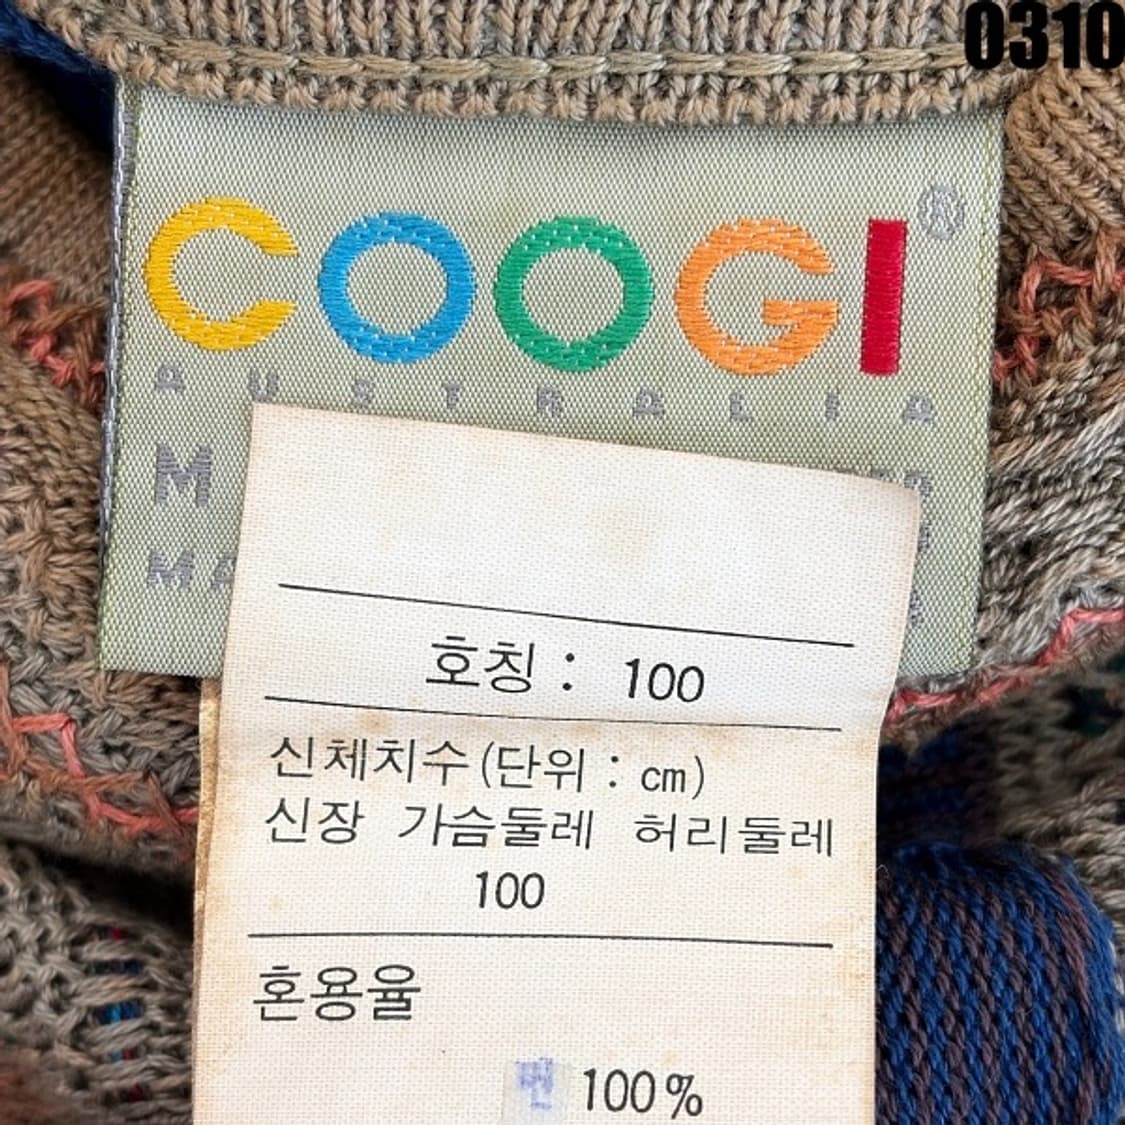 0310
COOGI®
AUSTRALIA
M
MA
호칭 : 100
신체치수(단위 : cm)
신장 가슴둘레 허리둘레
100
혼용율
100%